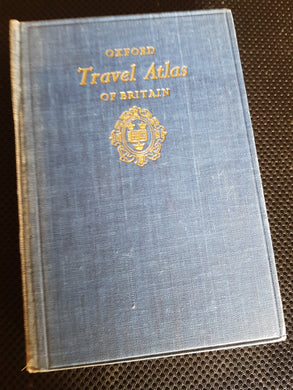 OXFORD
Travel Atlas
OF BRITAIN